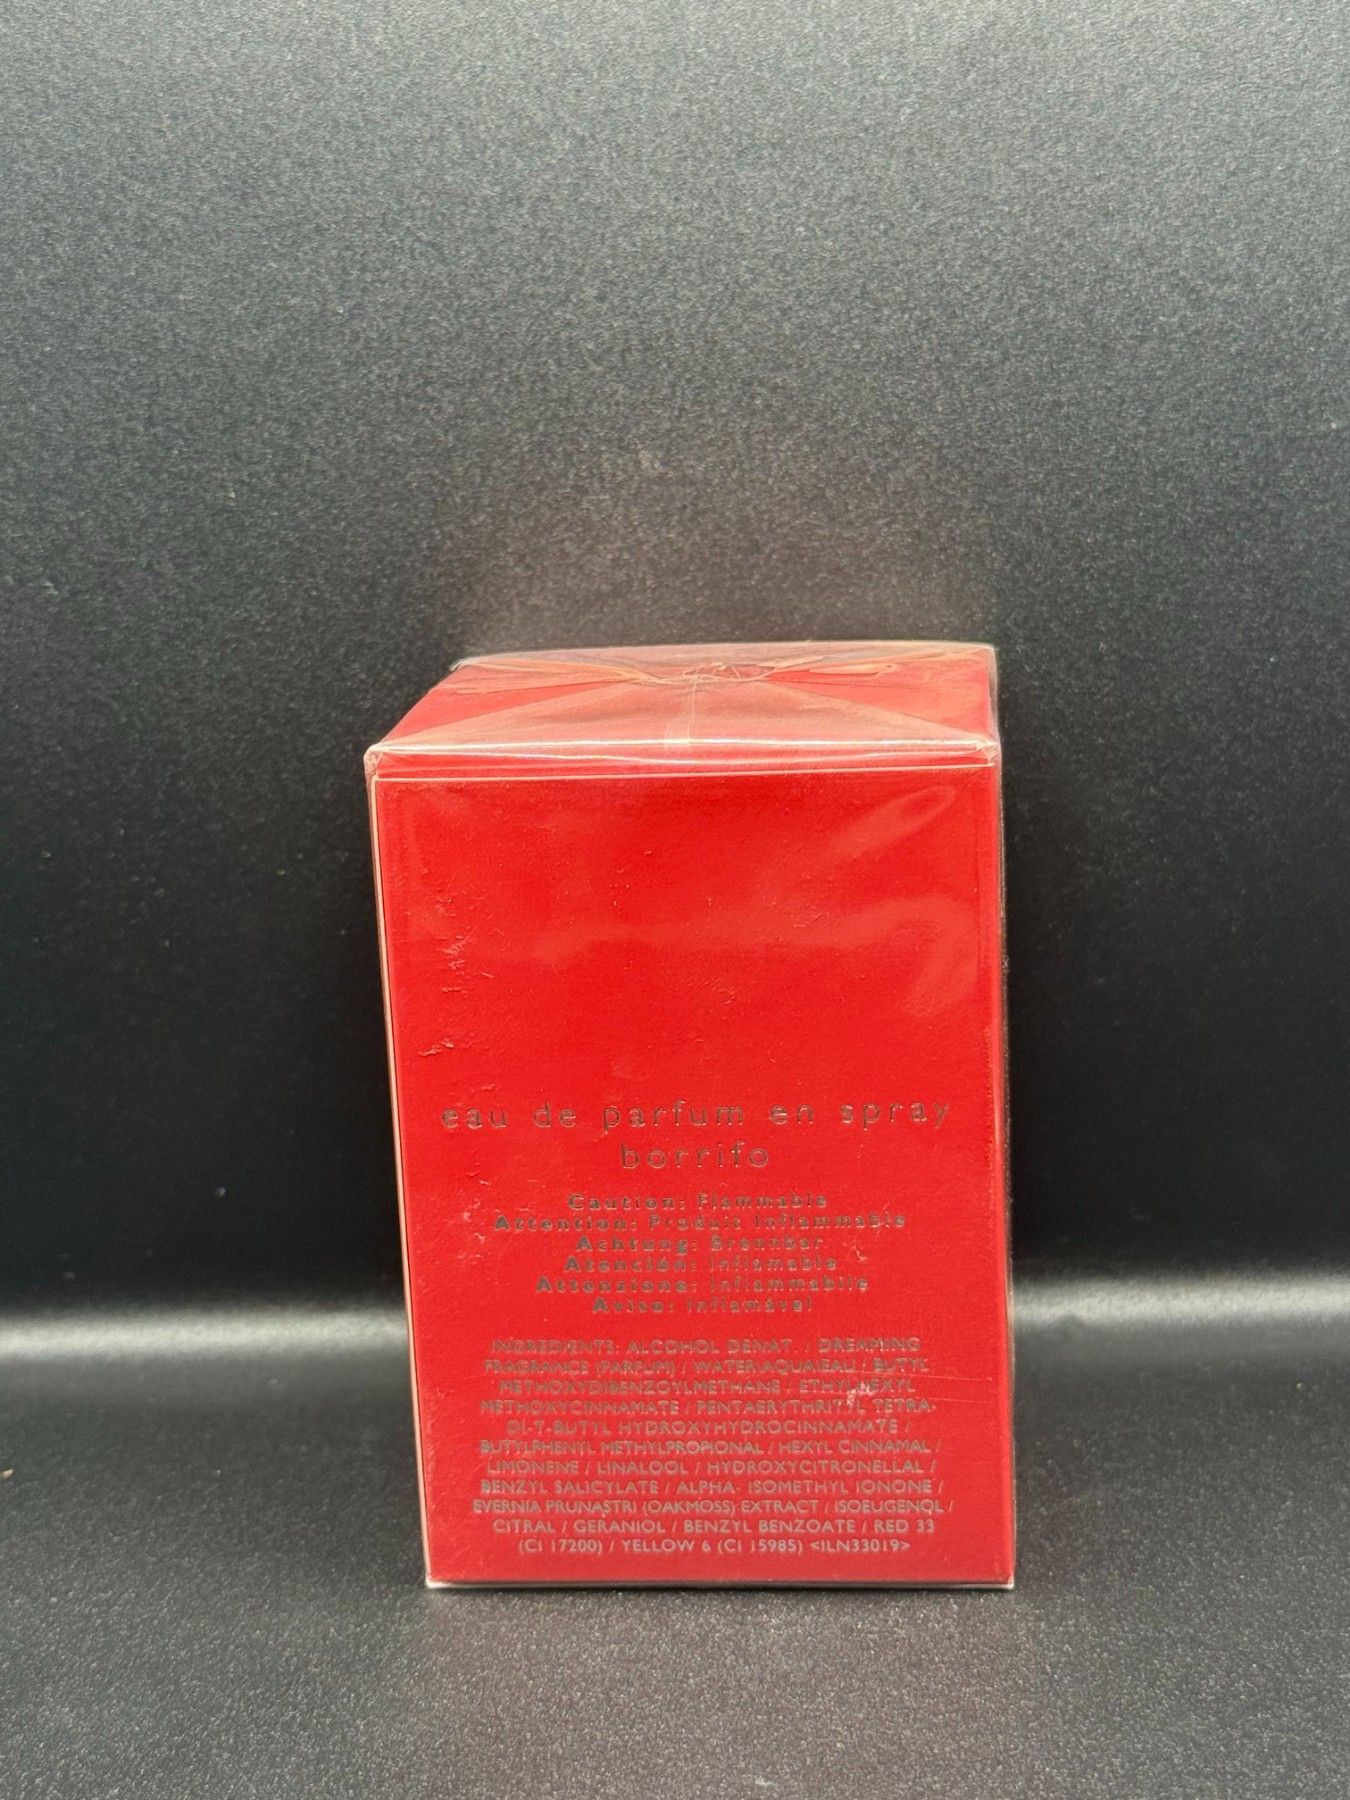 eau de parfum en spray
borrifo
Caution: Flammable
Attention: Produit Inflammable
Achtung: Brennbar
Atención: Inflamable
Attenzione: Infiammabile
Aviso: Inflamável
INGREDIENTS: ALCOHOL DENAT. / DREAMING
FRAGRANCE (PARFUM) / WATER\AQUA\EAU / BUTYL
METHOXYDIBENZOYLMETHANE / ETHYLHEXYL
METHOXYCINNAMATE / PENTAERYTHRITYL TETRA-
DI-T-BUTYL HYDROXYHYDROCINNAMATE /
BUTYLPHENYL METHYLPROPIONAL / HEXYL CINNAMAL /
LIMONENE / LINALOOL / HYDROXYCITRONELLAL /
BENZYL SALICYLATE / ALPHA- ISOMETHYL IONONE /
EVERNIA PRUNASTRI (OAKMOSS) EXTRACT / ISOEUGENOL /
CITRAL / GERANIOL / BENZYL BENZOATE / RED 33
(CI 17200) / YELLOW 6 (CI 15985) <ILN33019>